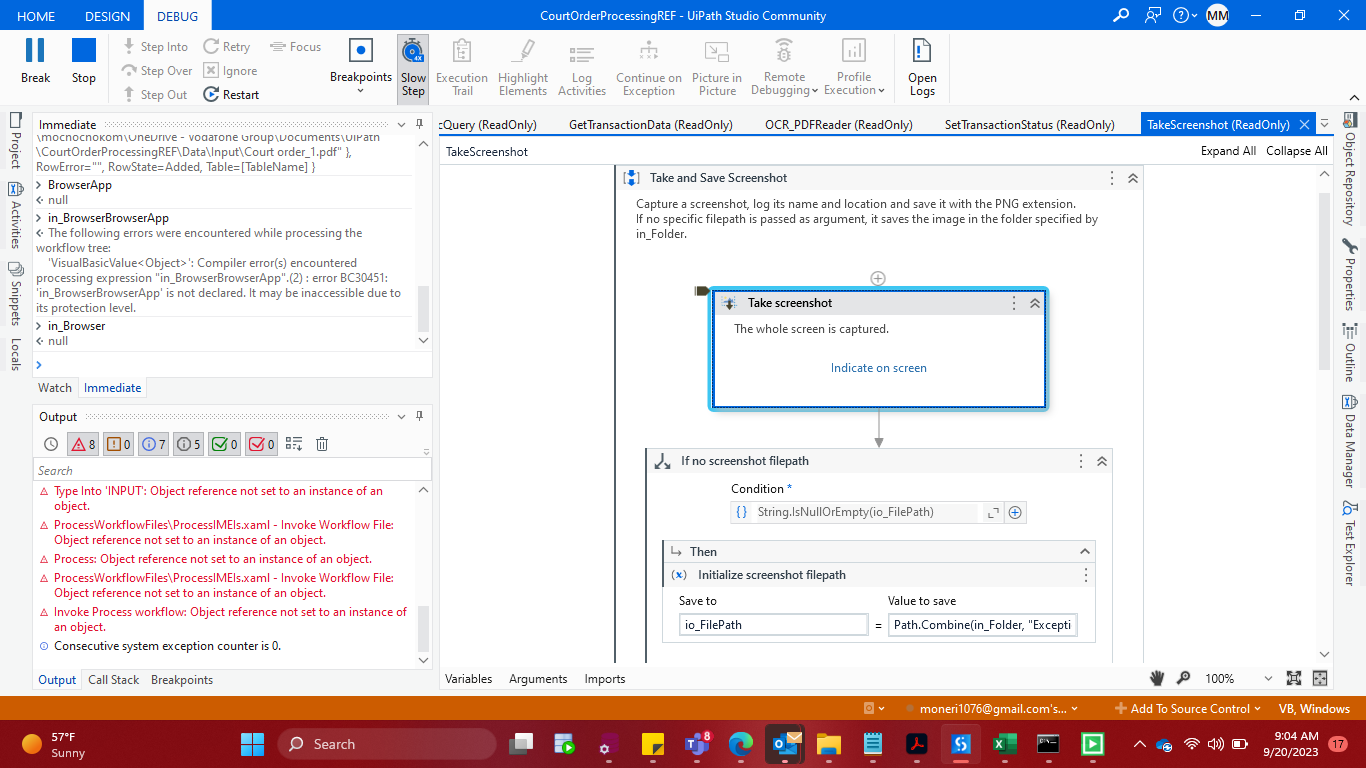 HOME DESIGN DEBUG
CourtOrderProcessingREF - UiPath Studio Community
MM
Break
Stop
Step Into
Step Over
Step Out
Retry
Ignore
Restart
Focus
Breakpoints
Slow
Step
4X
Execution
Trail
Highlight
Elements
Log
Activities
Continue on
Exception
Picture in
Picture
Remote
Debugging
Profile
Execution
Open
Logs
Project
Activities
Snippets
Locals
Immediate
\mochochokom\OneDrive - Vodafone Group\Documents\UiPath
\CourtOrderProcessingREF\Data\Input\Court order_1.pdf" },
RowError="", RowState=Added, Table=[TableName] }
BrowserApp
null
in_BrowserBrowserApp
The following errors were encountered while processing the
workflow tree:
'VisualBasicValue<Object>': Compiler error(s) encountered
processing expression "in_BrowserBrowserApp".(2) : error BC30451:
'in_BrowserBrowserApp' is not declared. It may be inaccessible due to
its protection level.
in_Browser
null
Watch Immediate
Output
8 0 7 5 0 0
Search
Type Into 'INPUT': Object reference not set to an instance of an
object.
ProcessWorkflowFiles\ProcessIMEIs.xaml - Invoke Workflow File:
Object reference not set to an instance of an object.
Process: Object reference not set to an instance of an object.
ProcessWorkflowFiles\ProcessIMEIs.xaml - Invoke Workflow File:
Object reference not set to an instance of an object.
Invoke Process workflow: Object reference not set to an instance of
an object.
Consecutive system exception counter is 0.
Output Call Stack Breakpoints
cQuery (ReadOnly) GetTransactionData (ReadOnly) OCR_PDFReader (ReadOnly) SetTransactionStatus (ReadOnly) TakeScreenshot (ReadOnly)
TakeScreenshot
Expand All Collapse All
Take and Save Screenshot
Capture a screenshot, log its name and location and save it with the PNG extension.
If no specific filepath is passed as argument, it saves the image in the folder specified by
in_Folder.
Take screenshot
The whole screen is captured.
Indicate on screen
If no screenshot filepath
Condition *
String.IsNullOrEmpty(io_FilePath)
Then
Initialize screenshot filepath
Save to Value to save
io_FilePath = Path.Combine(in_Folder, "Excepti
Variables Arguments Imports
100%
Object Repository
Properties
Outline
Data Manager
Test Explorer
moneri1076@gmail.com's...
Add To Source Control
VB, Windows
57°F
Sunny
Search
8
9:04 AM
9/20/2023
17